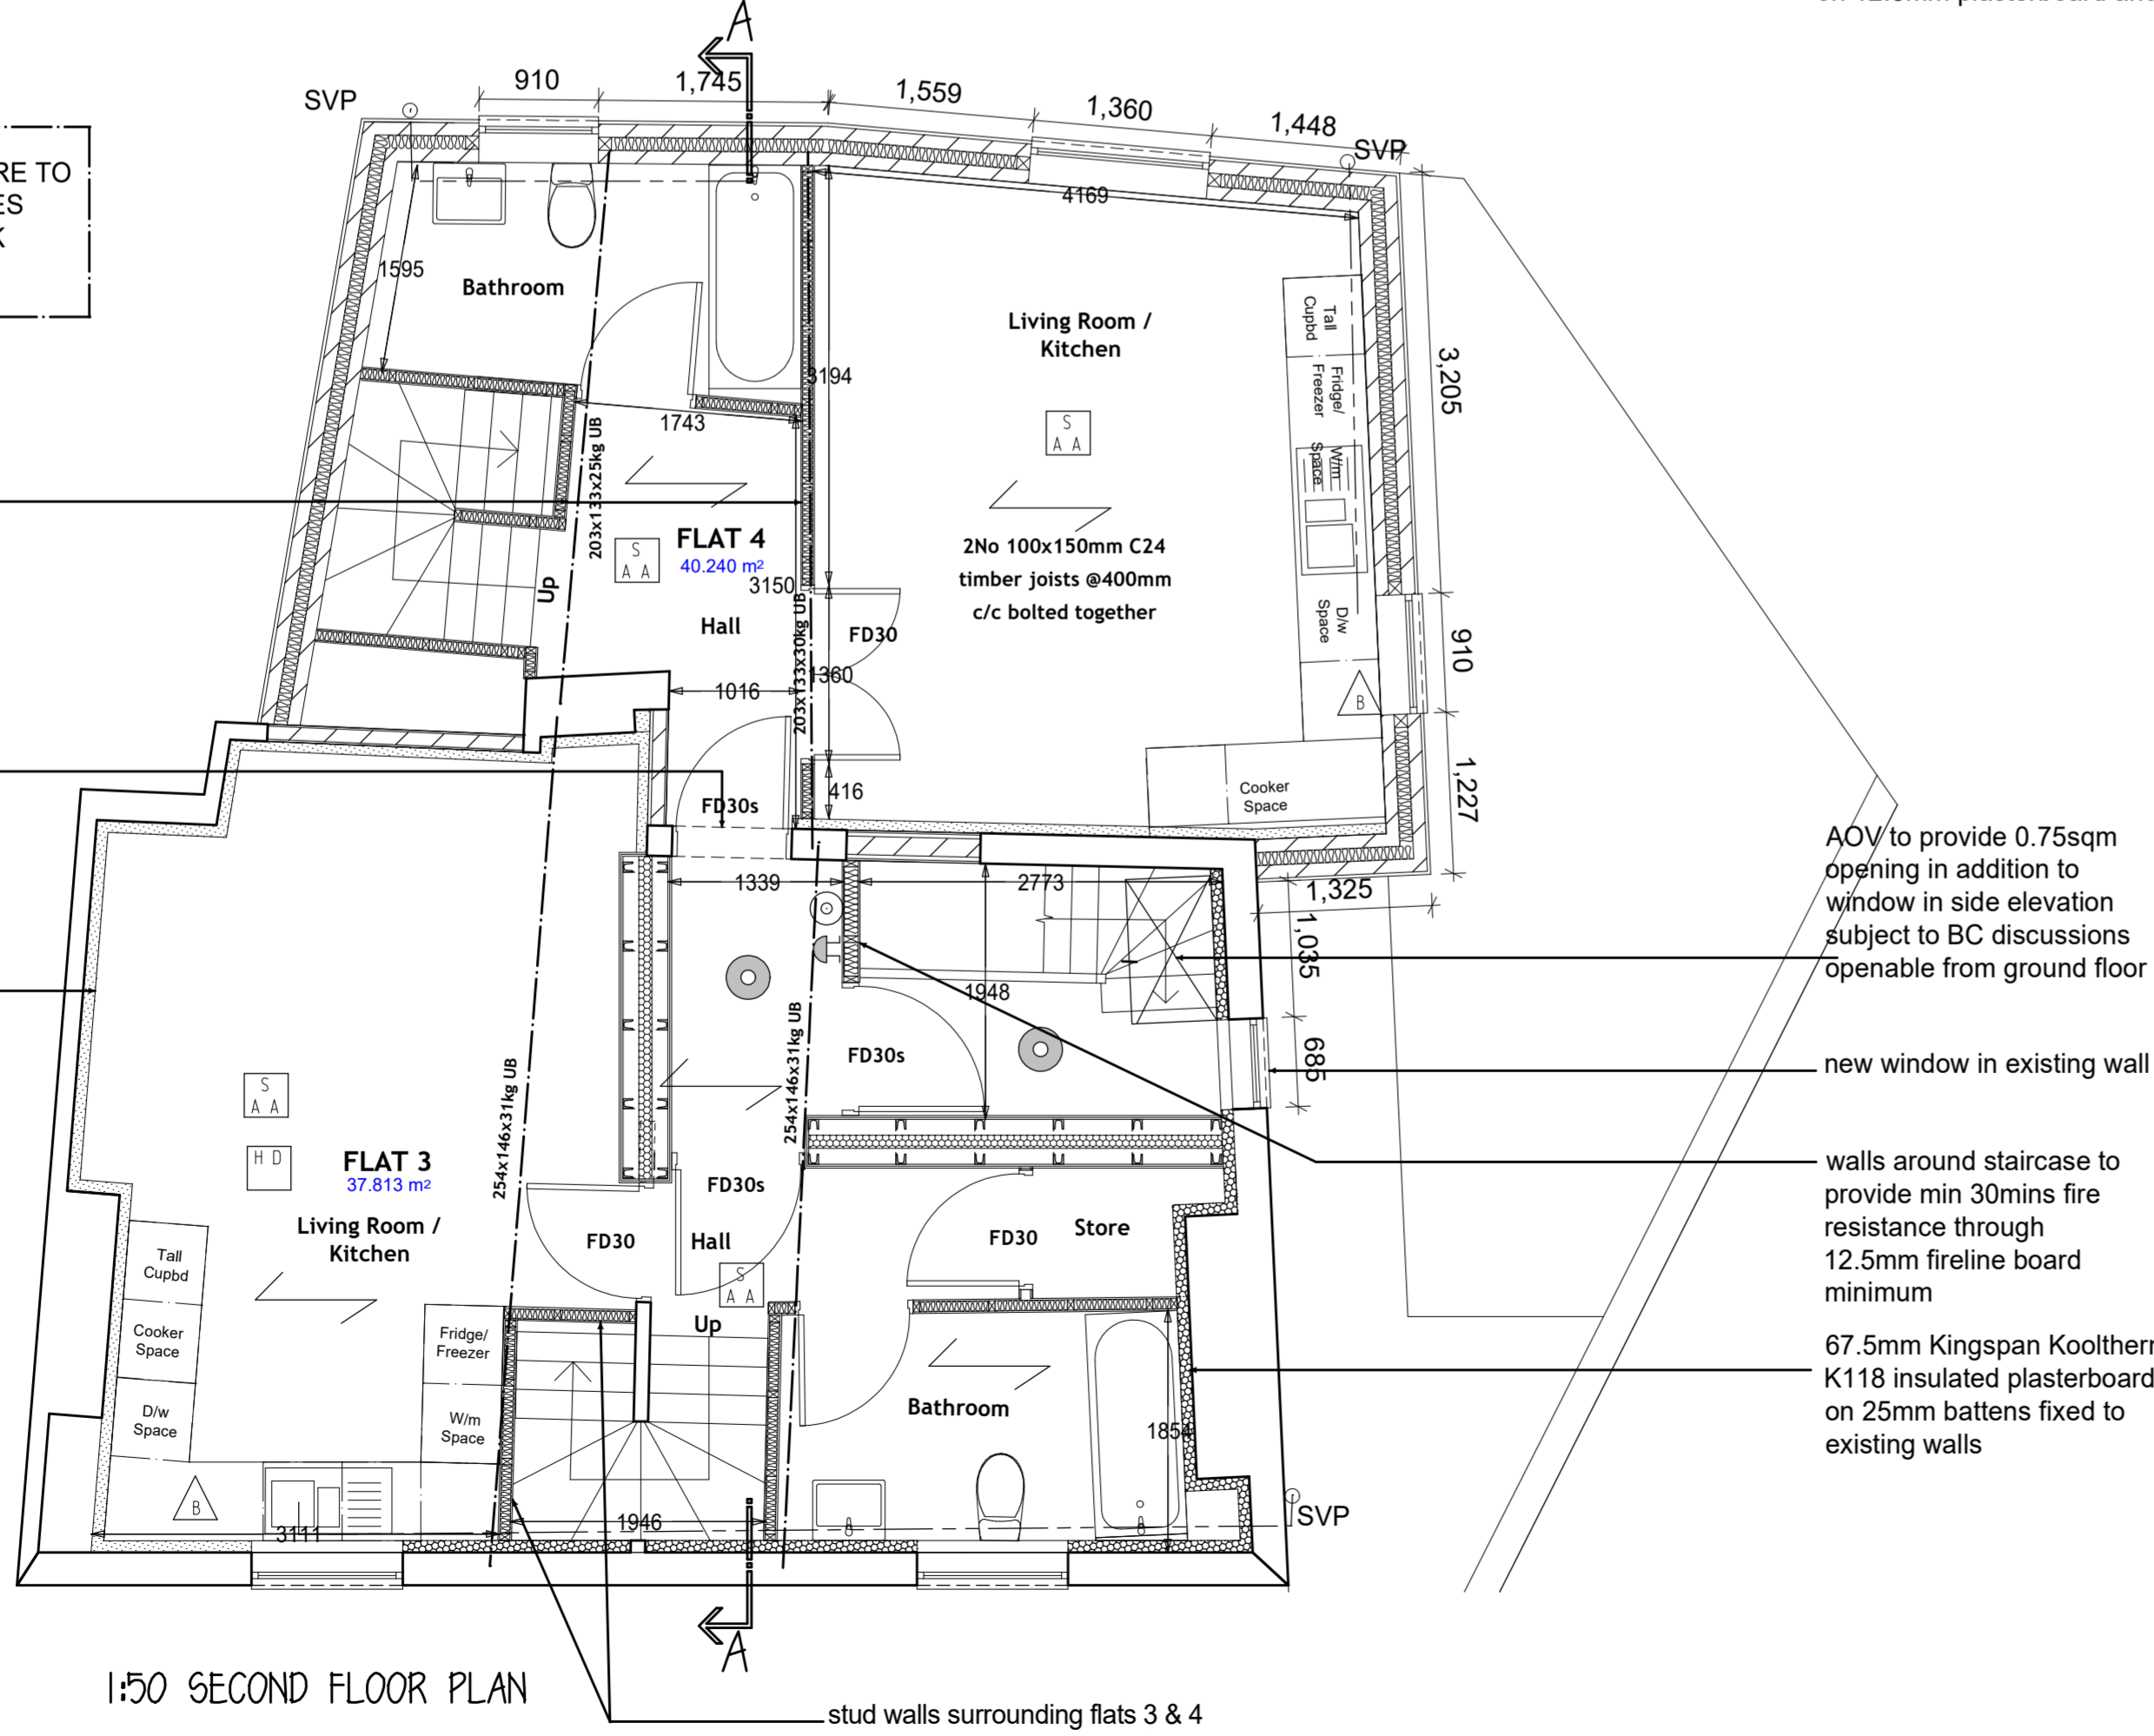 on 12.5mm plasterboard and
A
910
1,745
1,559
1,360
1,448
SVP
SVP
RE TO
ES
K
4169
1595
Bathroom
Living Room /
Kitchen
Tall
Cupbd
Fridge/
Freezer
W/m
Space
D/w
Space
B
Cooker
Space
3,205
910
1,227
3194
1743
S
A A
203x133x25kg UB
FLAT 4
40.240 m²
S
A A
2No 100x150mm C24
timber joists @400mm
c/c bolted together
Up
3150
Hall
203x133x30kg UB
FD30
1360
1016
416
FD30s
1339
2773
1,325
1,035
1948
685
AOV to provide 0.75sqm
opening in addition to
window in side elevation
subject to BC discussions
openable from ground floor
new window in existing wall
FD30s
254x146x31kg UB
254x146x31kg UB
S
A A
H D
FLAT 3
37.813 m²
Living Room /
Kitchen
FD30s
FD30
Hall
S
A A
Up
FD30
Store
walls around staircase to
provide min 30mins fire
resistance through
12.5mm fireline board
minimum
Tall
Cupbd
Cooker
Space
D/w
Space
Fridge/
Freezer
W/m
Space
B
3111
1946
Bathroom
1854
SVP
67.5mm Kingspan Koolther
K118 insulated plasterboard
on 25mm battens fixed to
existing walls
A
1:50 SECOND FLOOR PLAN
stud walls surrounding flats 3 & 4